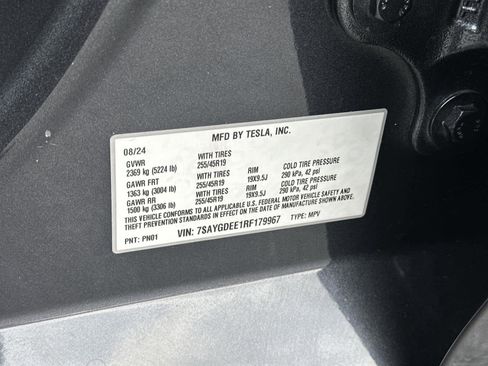 MFD BY TESLA, INC.
08/24
GVWR WITH TIRES RIM COLD TIRE PRESSURE
2369 kg (5224 lb) 255/45R19 19X9.5J 290 kPa, 42 psi
GAWR FRT WITH TIRES RIM COLD TIRE PRESSURE
1363 kg (3004 lb) 255/45R19 19X9.5J 290 kPa, 42 psi
GAWR RR WITH TIRES
1500 kg (3306 lb) 255/45R19
THIS VEHICLE CONFORMS TO ALL APPLICABLE U.S. FEDERAL MOTOR VEHICLE SAFETY AND
THEFT PREVENTION STANDARDS IN EFFECT ON THE DATE OF MANUFACTURE SHOWN ABOVE.
PNT: PN01 VIN: 7SAYGDEE1RF179967 TYPE: MPV